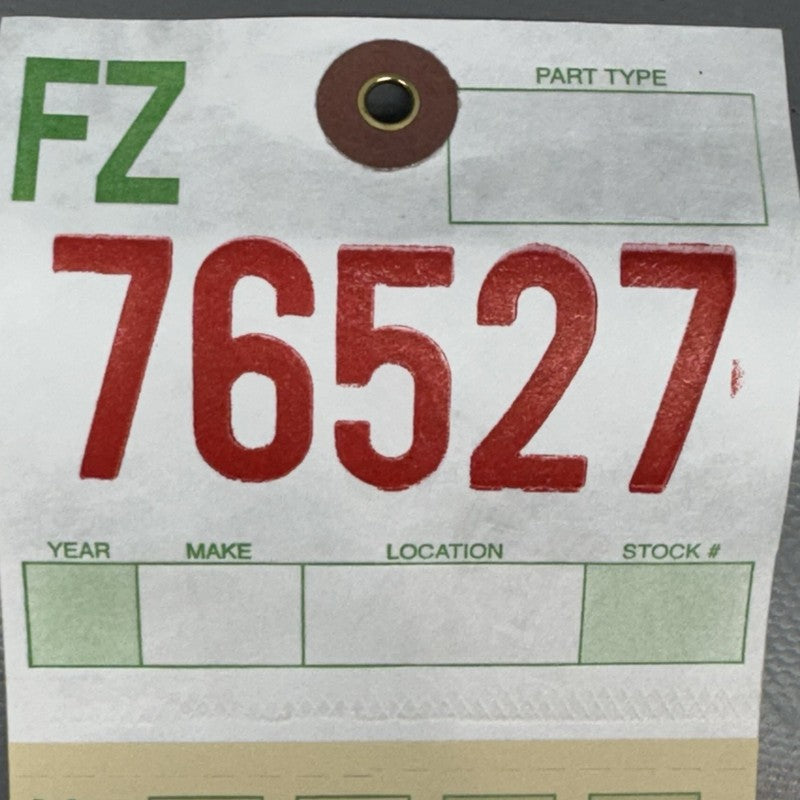 FZ
PART TYPE
76527
YEAR MAKE LOCATION STOCK #